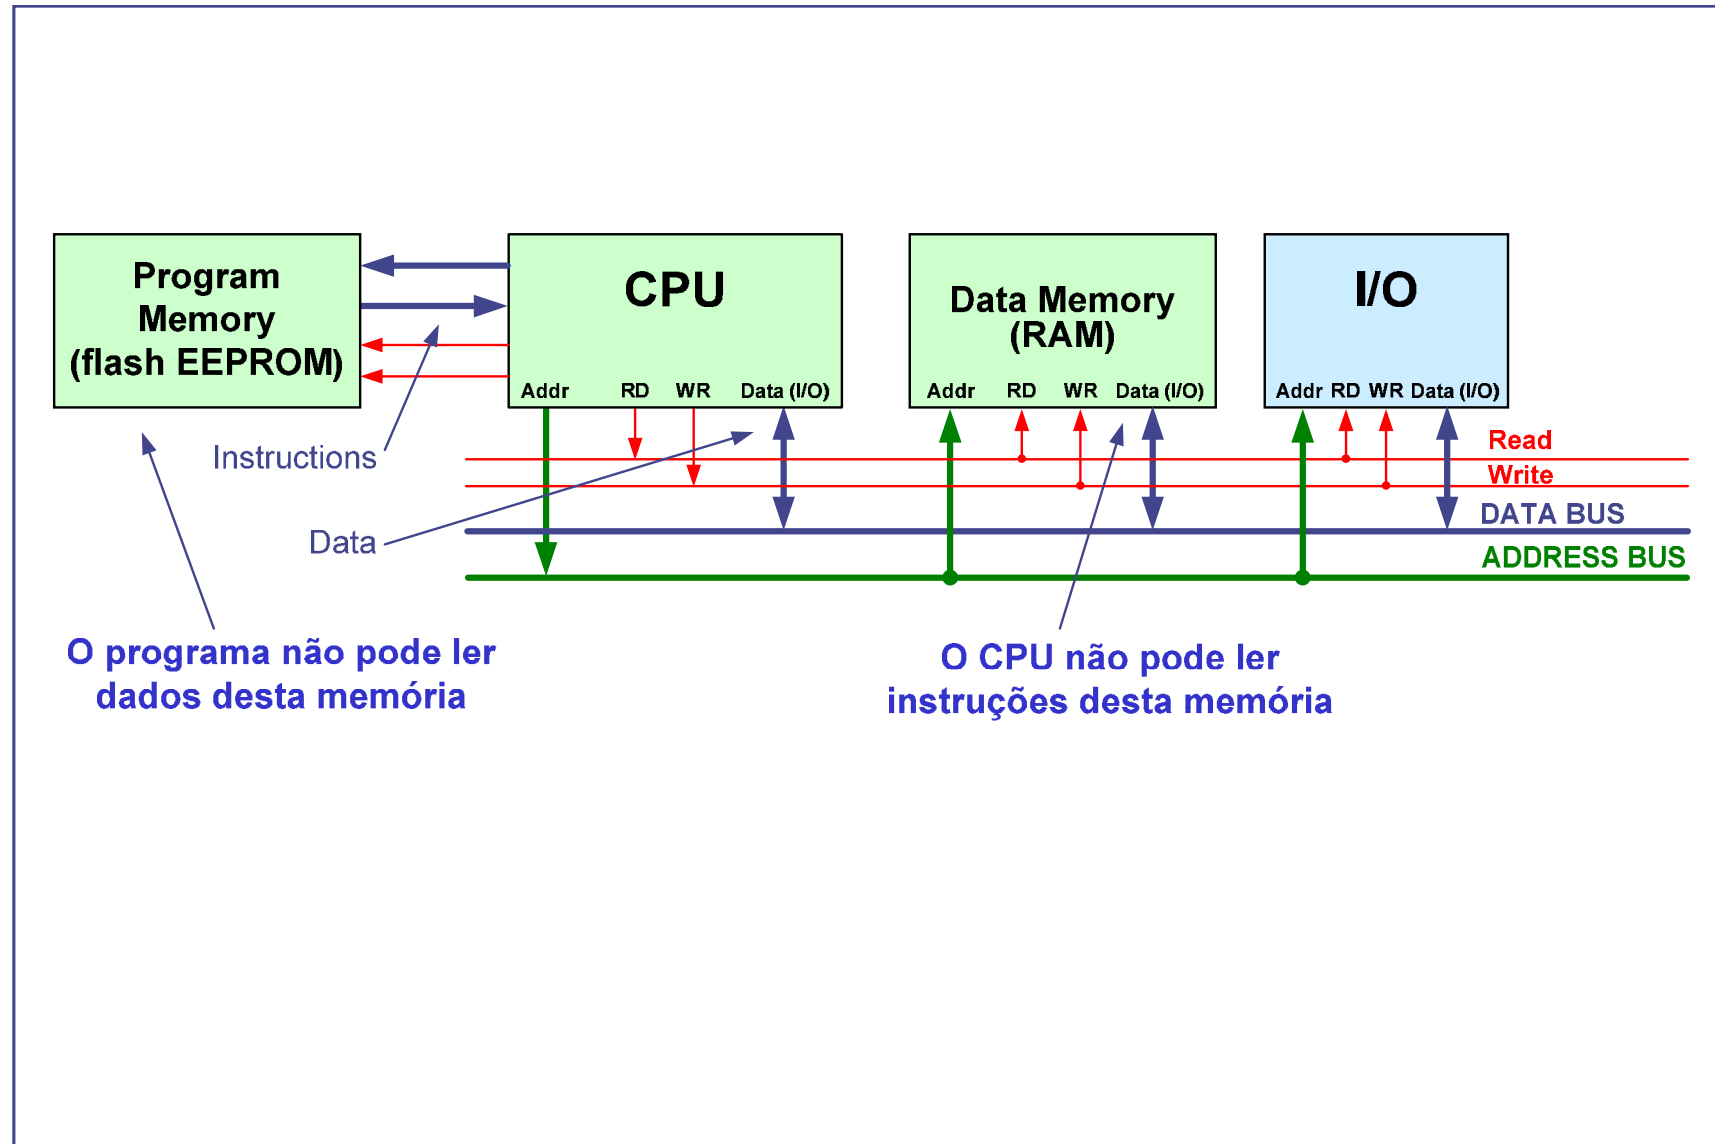 Program
Memory
(flash EEPROM)
CPU
Addr RD WR Data (I/O)
Data Memory
(RAM)
Addr RD WR Data (I/O)
I/O
Addr RD WR Data (I/O)
Instructions
Data
Read
Write
DATA BUS
ADDRESS BUS
O programa não pode ler
dados desta memória
O CPU não pode ler
instruções desta memória